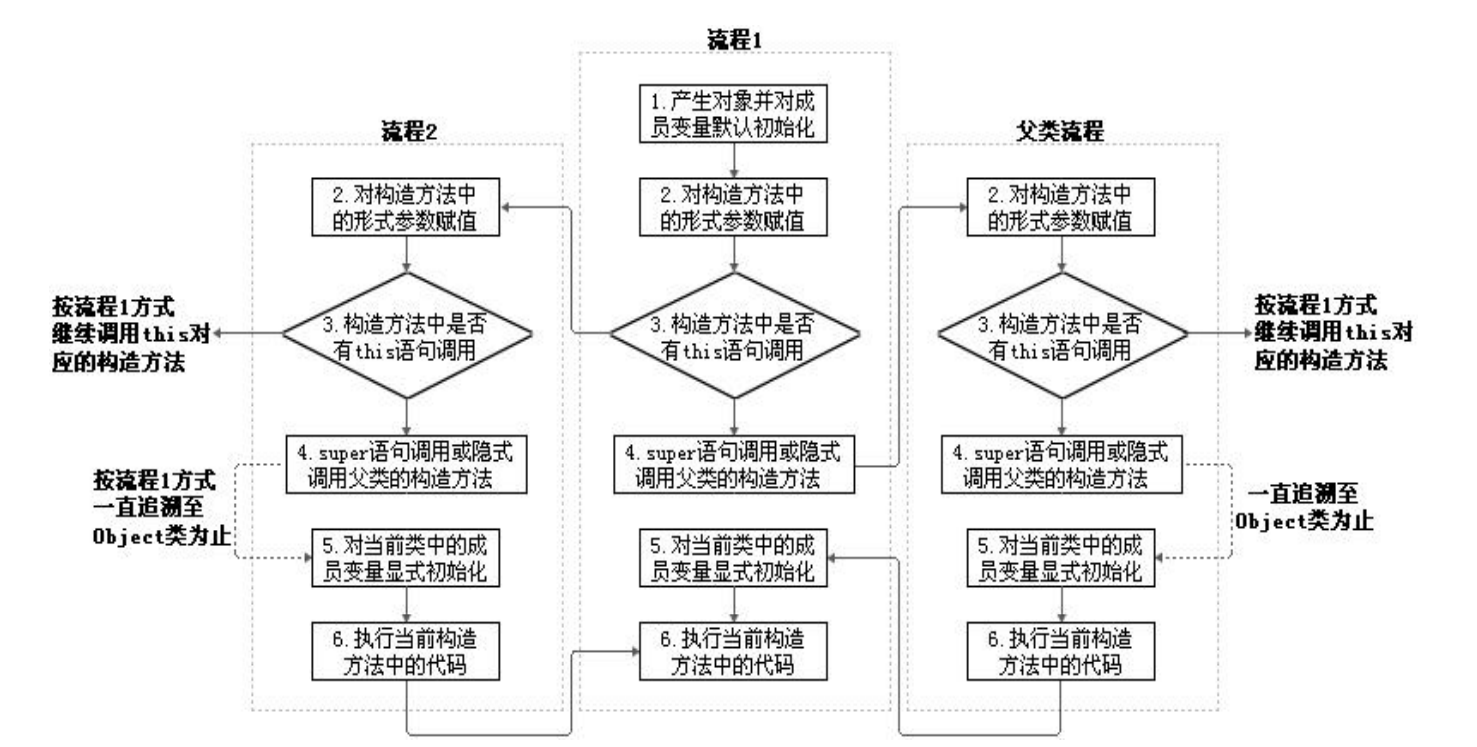 流程1
1.产生对象并对成
员变量默认初始化
2.对构造方法中
的形式参数赋值
3.构造方法中是否
有this语句调用
4.super语句调用或隐式
调用父类的构造方法
5.对当前类中的成
员变量显式初始化
6.执行当前构造
方法中的代码
流程2
2.对构造方法中
的形式参数赋值
3.构造方法中是否
有this语句调用
按流程1方式
继续调用this对
应的构造方法
4.super语句调用或隐式
调用父类的构造方法
按流程1方式
一直追溯至
Object类为止
5.对当前类中的成
员变量显式初始化
6.执行当前构造
方法中的代码
父类流程
2.对构造方法中
的形式参数赋值
3.构造方法中是否
有this语句调用
按流程1方式
继续调用this对
应的构造方法
4.super语句调用或隐式
调用父类的构造方法
一直追溯至
Object类为止
5.对当前类中的成
员变量显式初始化
6.执行当前构造
方法中的代码